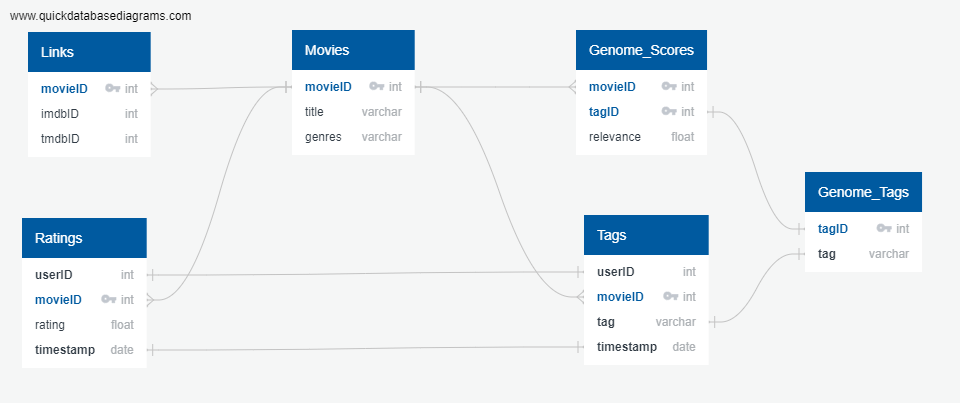 www.quickdatabasediagrams.com
Links
movieID int
imdbID int
tmdbID int
Movies
movieID int
title varchar
genres varchar
Genome_Scores
movieID int
tagID int
relevance float
Genome_Tags
tagID int
tag varchar
Ratings
userID int
movieID int
rating float
timestamp date
Tags
userID int
movieID int
tag varchar
timestamp date